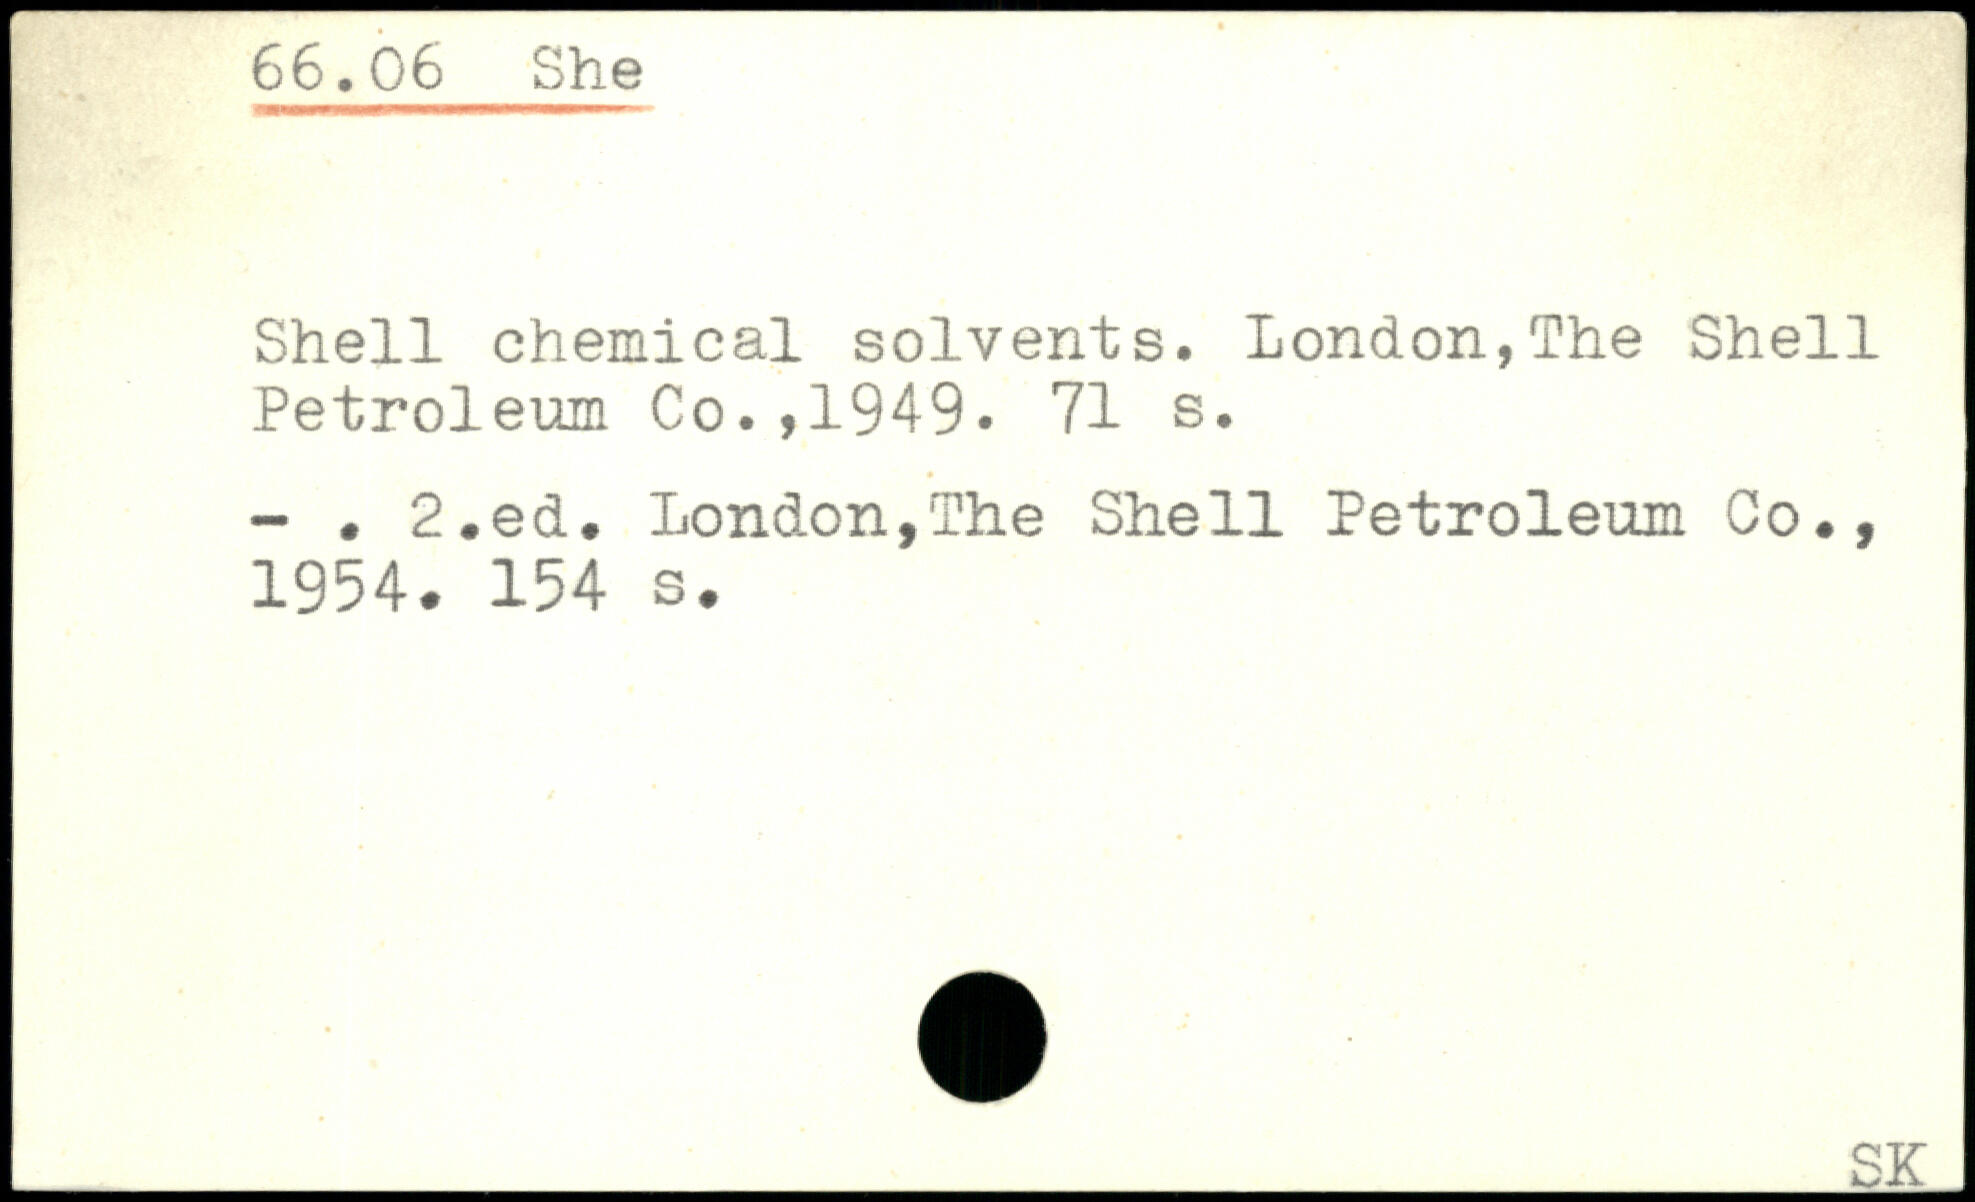 66.06 She
Shell chemical solvents. London,The Shell
Petroleum Co.,1949. 71 s.
- . 2.ed. London,The Shell Petroleum Co.,
1954. 154 s.
SK